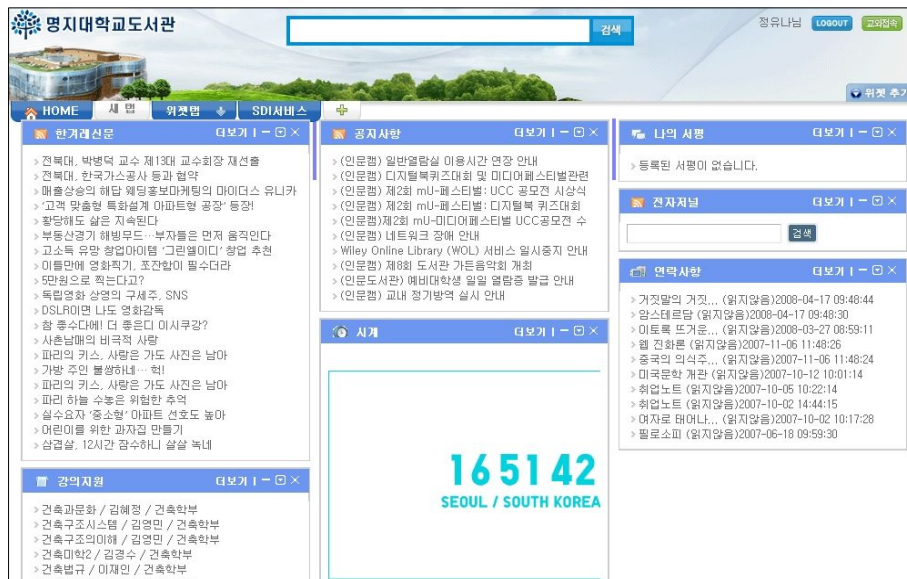 명지대학교도서관
검색
정유나님 LOGOUT 교외접속
위젯 추가
HOME 새 탭 위젯탭 SDI서비스
한겨레신문 더보기
전북대, 박병덕 교수 제13대 교수회장 재선출
전북대, 한국가스공사 등과 협약
매출상승의 해답 웨딩홍보마케팅의 마이더스 유니카
'고객 맞춤형 특화설계 아파트형 공장' 등장!
황당해도 삶은 지속된다
부동산경기 해빙무드…부자들은 먼저 움직인다
고소득 유망 창업아이템 '그린엘이디' 창업 추천
이틀만에 영화찍기, 포잔합이 필수더라
5만원으로 찍는다고?
독립영화 상영의 구세주, SNS
DSLR이면 나도 영화감독
참 좋수다에! 더 좋은디 이시쿠강?
사촌남매의 비극적 사랑
파리의 키스, 사랑은 가도 사진은 남아
가방 주인 불쌍하네… 헉!
파리의 키스, 사랑은 가도 사진은 남아
파리 하늘 수놓은 위험한 추억
실수요자 '중소형' 아파트 선호도 높아
어린이를 위한 과자집 만들기
삼겹살, 12시간 잠수하니 살살 녹네
강의지원 더보기
건축과문화 / 김혜정 / 건축학부
건축구조시스템 / 김영민 / 건축학부
건축구조의이해 / 김영민 / 건축학부
건축미학2 / 김경수 / 건축학부
건축법규 / 이재인 / 건축학부
공지사항 더보기
(인문캠) 일반열람실 이용시간 연장 안내
(인문캠) 디지털북퀴즈대회 및 미디어페스티벌관련
(인문캠) 제2회 mU-페스티벌: UCC 공모전 시상식
(인문캠) 제2회 mU-페스티벌: 디지털북 퀴즈대회
(인문캠)제2회 mU-미디어페스티벌 UCC공모전 수
(인문캠) 네트워크 장애 안내
Wiley Online Library (WOL) 서비스 일시중지 안내
(인문캠) 제8회 도서관 가든음악회 개최
(인문도서관) 예비대학생 일일 열람증 발급 안내
(인문캠) 교내 정기방역 실시 안내
시계 더보기
165142
SEOUL / SOUTH KOREA
나의 서평 더보기
등록된 서평이 없습니다.
전자저널 더보기
검색
연락사항 더보기
거짓말의 거짓... (읽지않음)2008-04-17 09:48:44
암스테르담 (읽지않음)2008-04-17 09:48:30
이토록 뜨거운... (읽지않음)2008-03-27 08:59:11
웹 진화론 (읽지않음)2007-11-06 11:48:26
중국의 의식주... (읽지않음)2007-11-06 11:48:24
미국문학 개관 (읽지않음)2007-10-12 10:01:14
취업노트 (읽지않음)2007-10-05 10:22:14
취업노트 (읽지않음)2007-10-02 14:44:15
여자로 태어나... (읽지않음)2007-10-02 10:17:28
필로소피 (읽지않음)2007-06-18 09:59:30